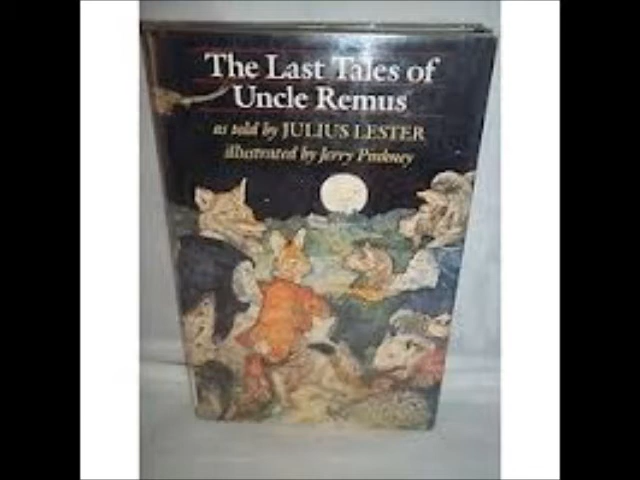 The Last Tales of
Uncle Remus
as told by JULIUS LESTER
illustrated by Jerry Pinkney